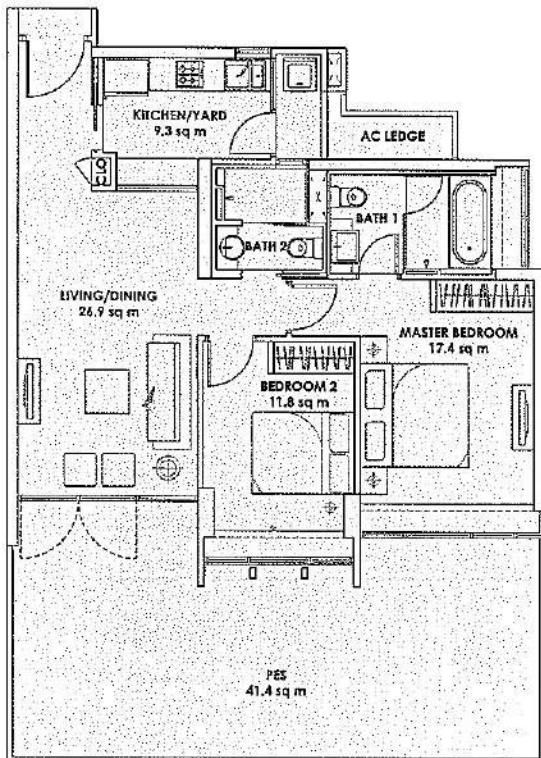 KITCHEN/YARD
9.3 sq m
AC LEDGE
BATH 1
BATH 2
LIVING/DINING
26.9 sq m
MASTER BEDROOM
17.4 sq m
BEDROOM 2
11.8 sq m
PES
41.4 sq m